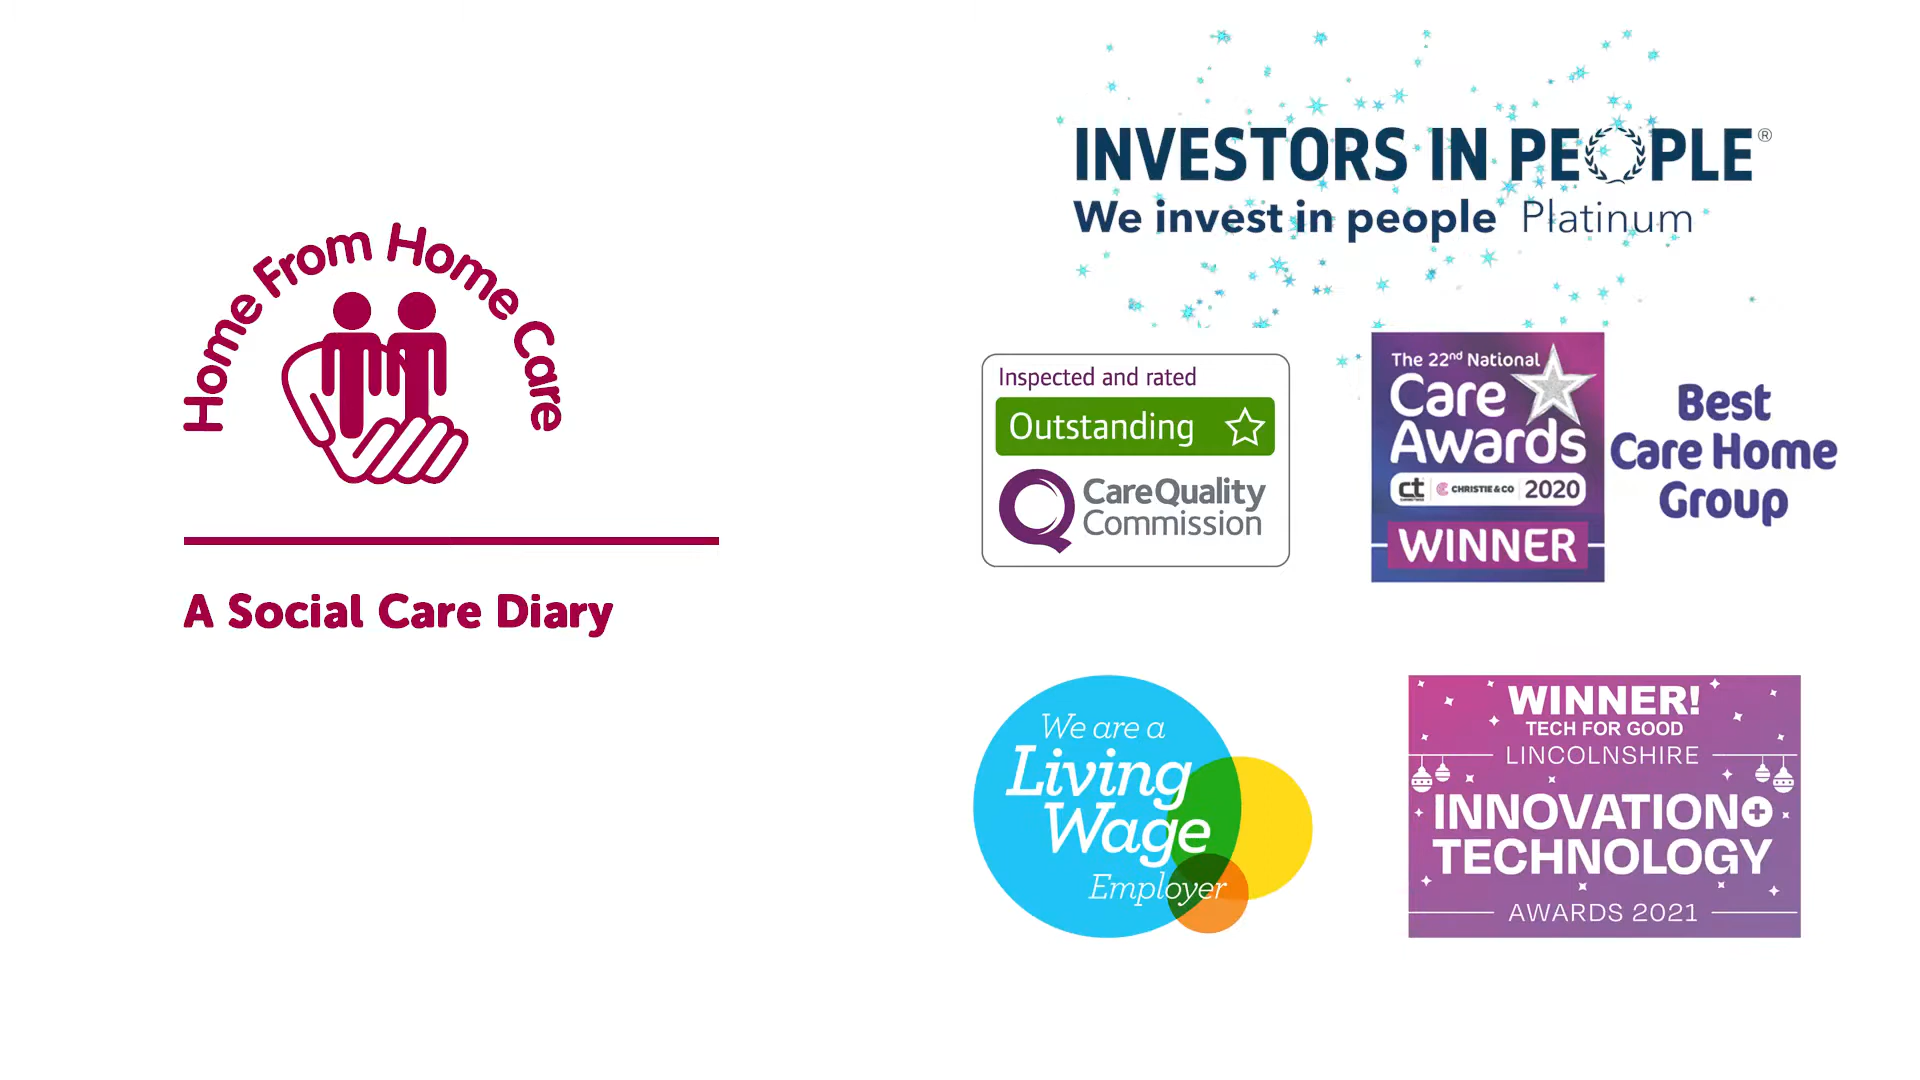 Home From Home Care
A Social Care Diary
INVESTORS IN PEOPLE®
We invest in people Platinum
Inspected and rated
Outstanding
CareQuality
Commission
The 22nd National
Care
Awards
ct
CHRISTIE & CO
2020
WINNER
Best
Care Home
Group
We are a
Living
Wage
Employer
WINNER!
TECH FOR GOOD
LINCOLNSHIRE
INNOVATION+
TECHNOLOGY
AWARDS 2021